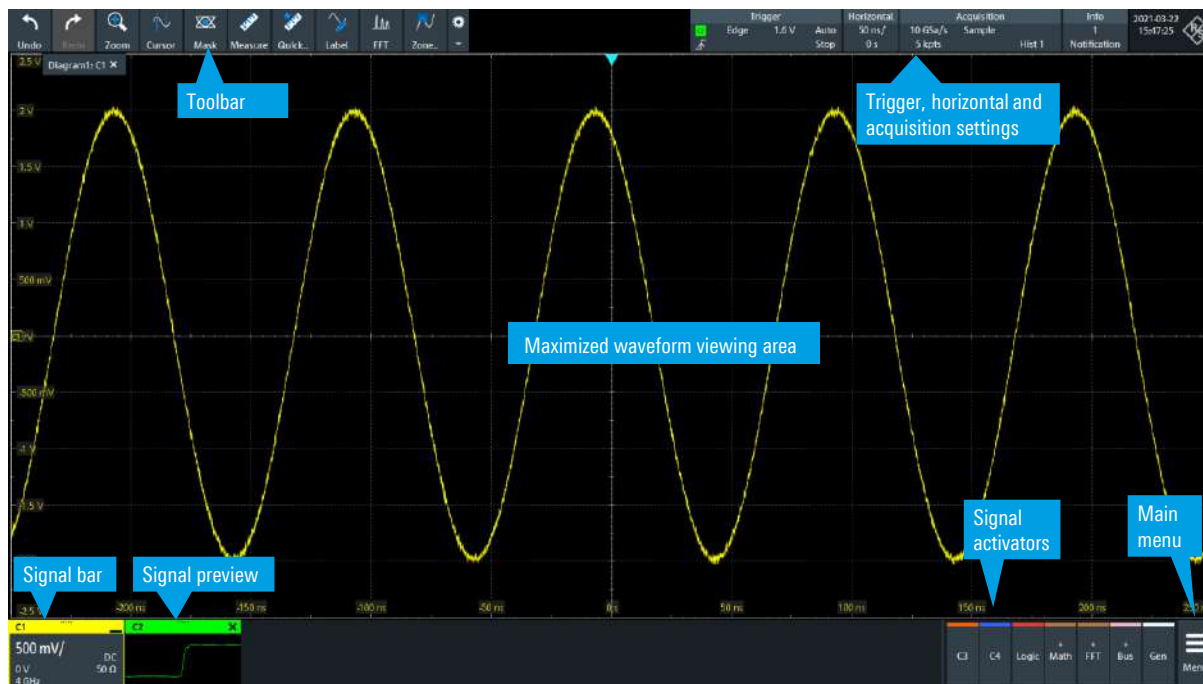 Trigger
Horizontal
Acquisition
Info
2021-03-22
15:47:25
Edge
1.6 V
Auto
Stop
50 ns/
0 s
10 GSa/s
5 kpts
Sample
Hist 1
1
Notification
Undo
Zoom
Cursor
Mask
Measure
Quick...
Label
FFT
Zone...
2.5 V
Diagram1: C1
Toolbar
Trigger, horizontal and
acquisition settings
2 V
1.5 V
1 V
500 mV
Maximized waveform viewing area
-500 mV
-1 V
-1.5 V
-2.5 V
-200 ns
-150 ns
-100 ns
-50 ns
0 s
50 ns
100 ns
150 ns
200 ns
Signal bar
Signal preview
Signal
activators
Main
menu
C1
500 mV/
DC
0 V
50 Ω
4 GHz
C2
C3
C4
Logic
Math
FFT
Bus
Gen
Menu